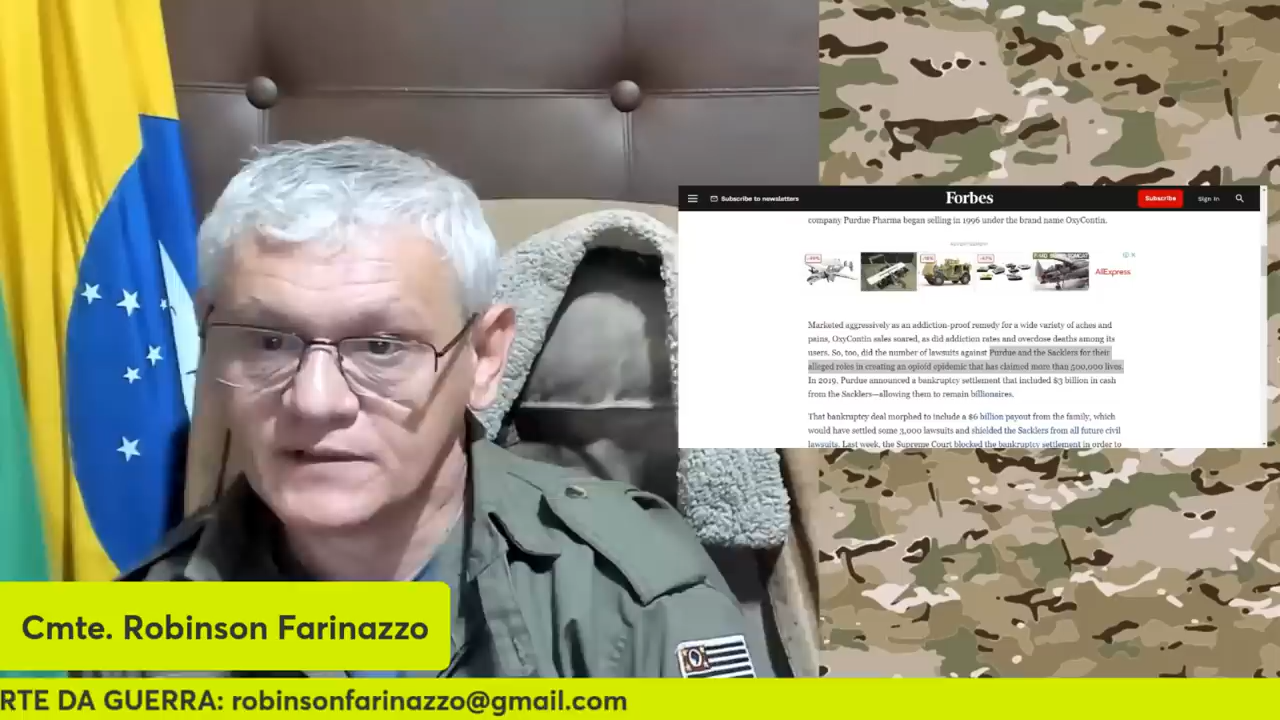 Subscribe to newsletters
Forbes
Subscribe
Sign In
company Purdue Pharma began selling in 1996 under the brand name OxyContin.
ADVERTISEMENT
AliExpress
Marketed aggressively as an addiction-proof remedy for a wide variety of aches and
pains, OxyContin sales soared, as did addiction rates and overdose deaths among its
users. So, too, did the number of lawsuits against Purdue and the Sacklers for their
alleged roles in creating an opioid epidemic that has claimed more than 500,000 lives.
In 2019, Purdue announced a bankruptcy settlement that included $3 billion in cash
from the Sacklers—allowing them to remain billionaires.
That bankruptcy deal morphed to include a $6 billion payout from the family, which
would have settled some 3,000 lawsuits and shielded the Sacklers from all future civil
lawsuits. Last week, the Supreme Court blocked the bankruptcy settlement in order to
Cmte. Robinson Farinazzo
RTE DA GUERRA: robinsonfarinazzo@gmail.com